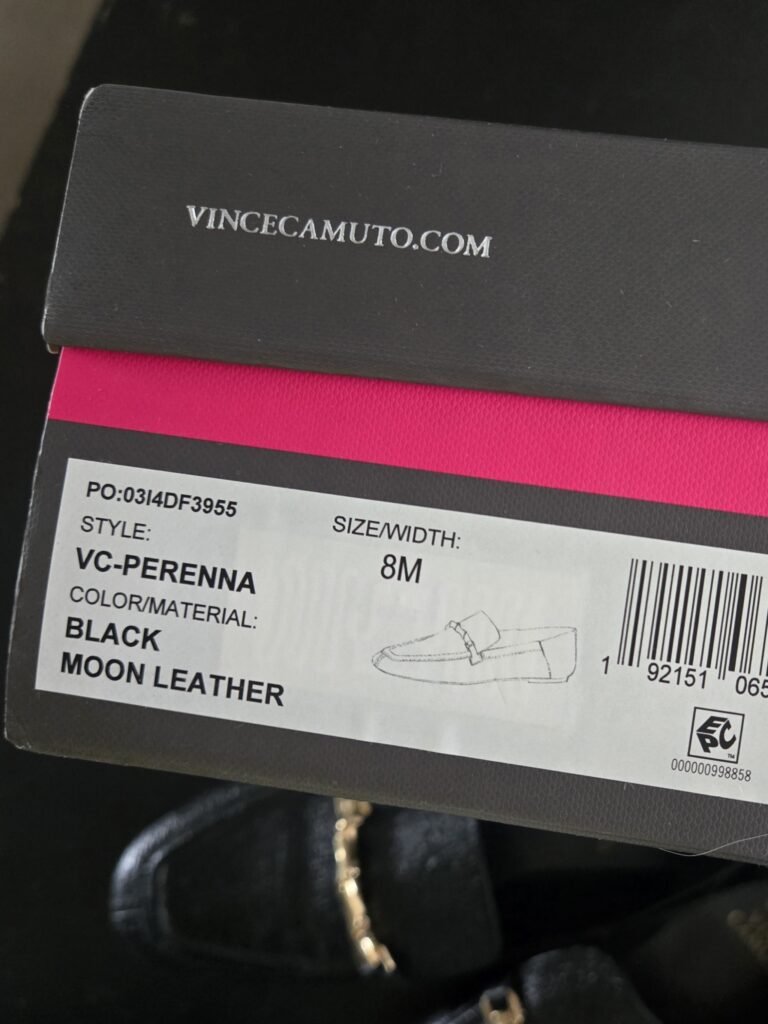 VINCECAMUTO.COM
PO:03I4DF3955
STYLE:
VC-PERENNA
COLOR/MATERIAL:
BLACK
MOON LEATHER
SIZE/WIDTH:
8M
1 92151 065
EPC™
000000998858